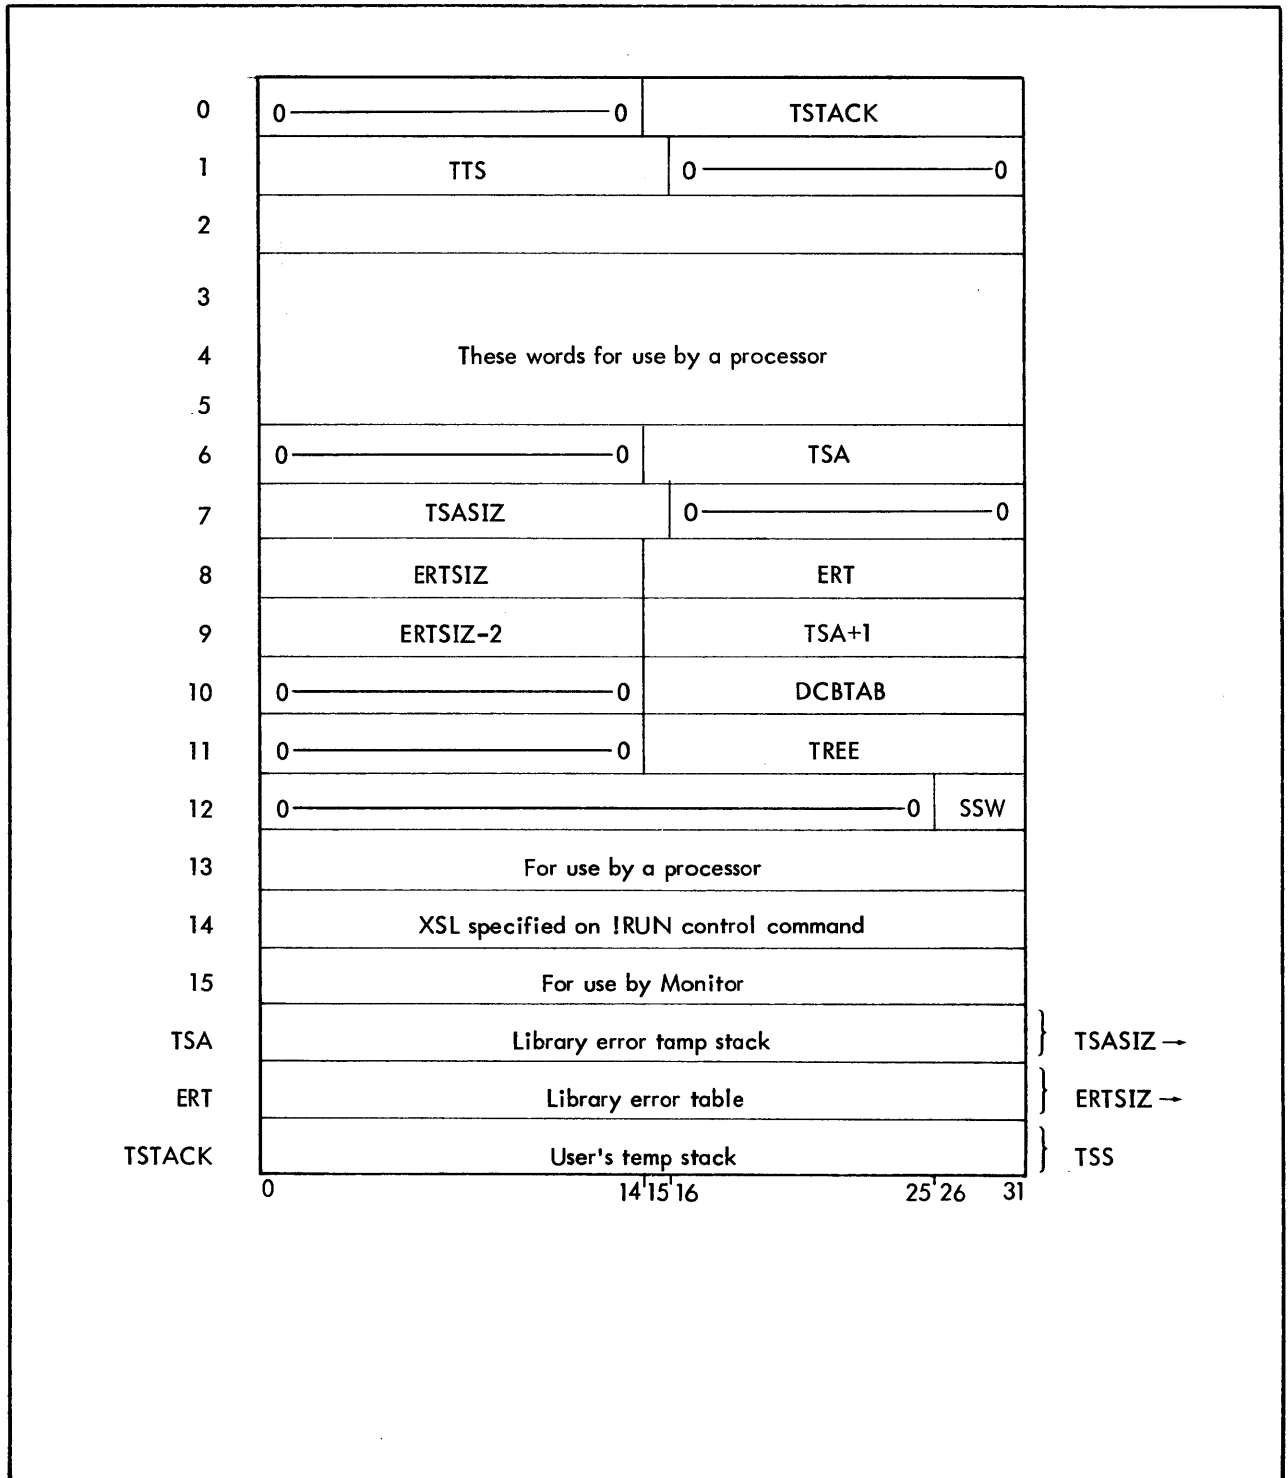 0 0 0 TSTACK
1 TTS 0 0
2
3
4 These words for use by a processor
5
6 0 0 TSA
7 TSASIZ 0 0
8 ERTSIZ ERT
9 ERTSIZ-2 TSA+1
10 0 0 DCBTAB
11 0 0 TREE
12 0 0 SSW
13 For use by a processor
14 XSL specified on !RUN control command
15 For use by Monitor
TSA Library error tamp stack } TSASIZ →
ERT Library error table } ERTSIZ →
TSTACK User's temp stack } TSS
0 14 15 16 25 26 31